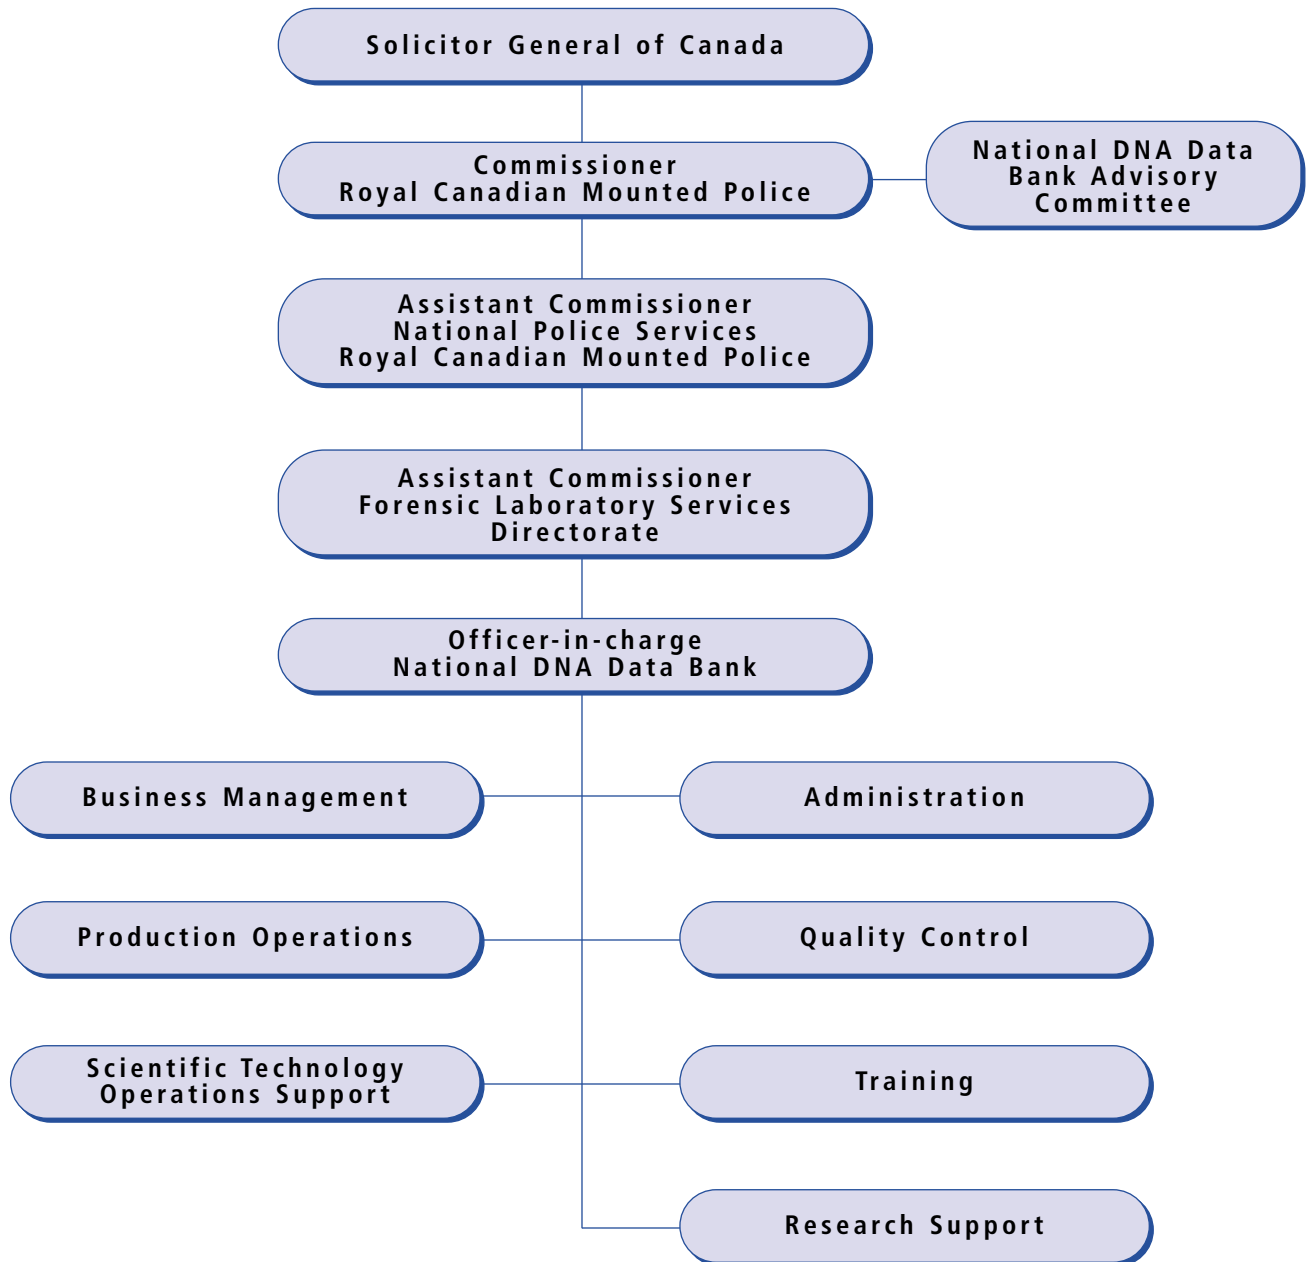 Solicitor General of Canada
Commissioner
Royal Canadian Mounted Police
National DNA Data
Bank Advisory
Committee
Assistant Commissioner
National Police Services
Royal Canadian Mounted Police
Assistant Commissioner
Forensic Laboratory Services
Directorate
Officer-in-charge
National DNA Data Bank
Business Management
Administration
Production Operations
Quality Control
Scientific Technology
Operations Support
Training
Research Support